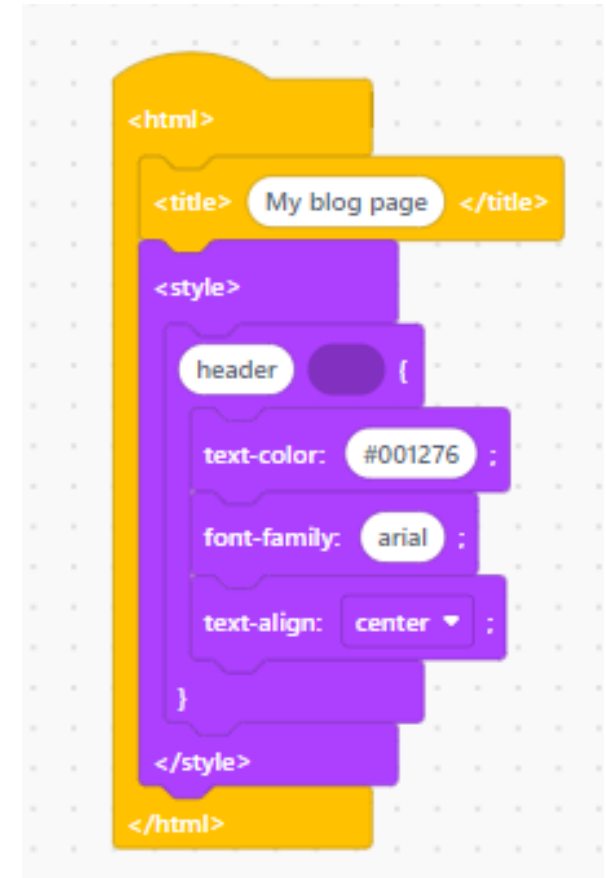 <html>
<title> My blog page </title>
<style>
header {
text-color: #001276 ;
font-family: arial ;
text-align: center ;
}
</style>
</html>